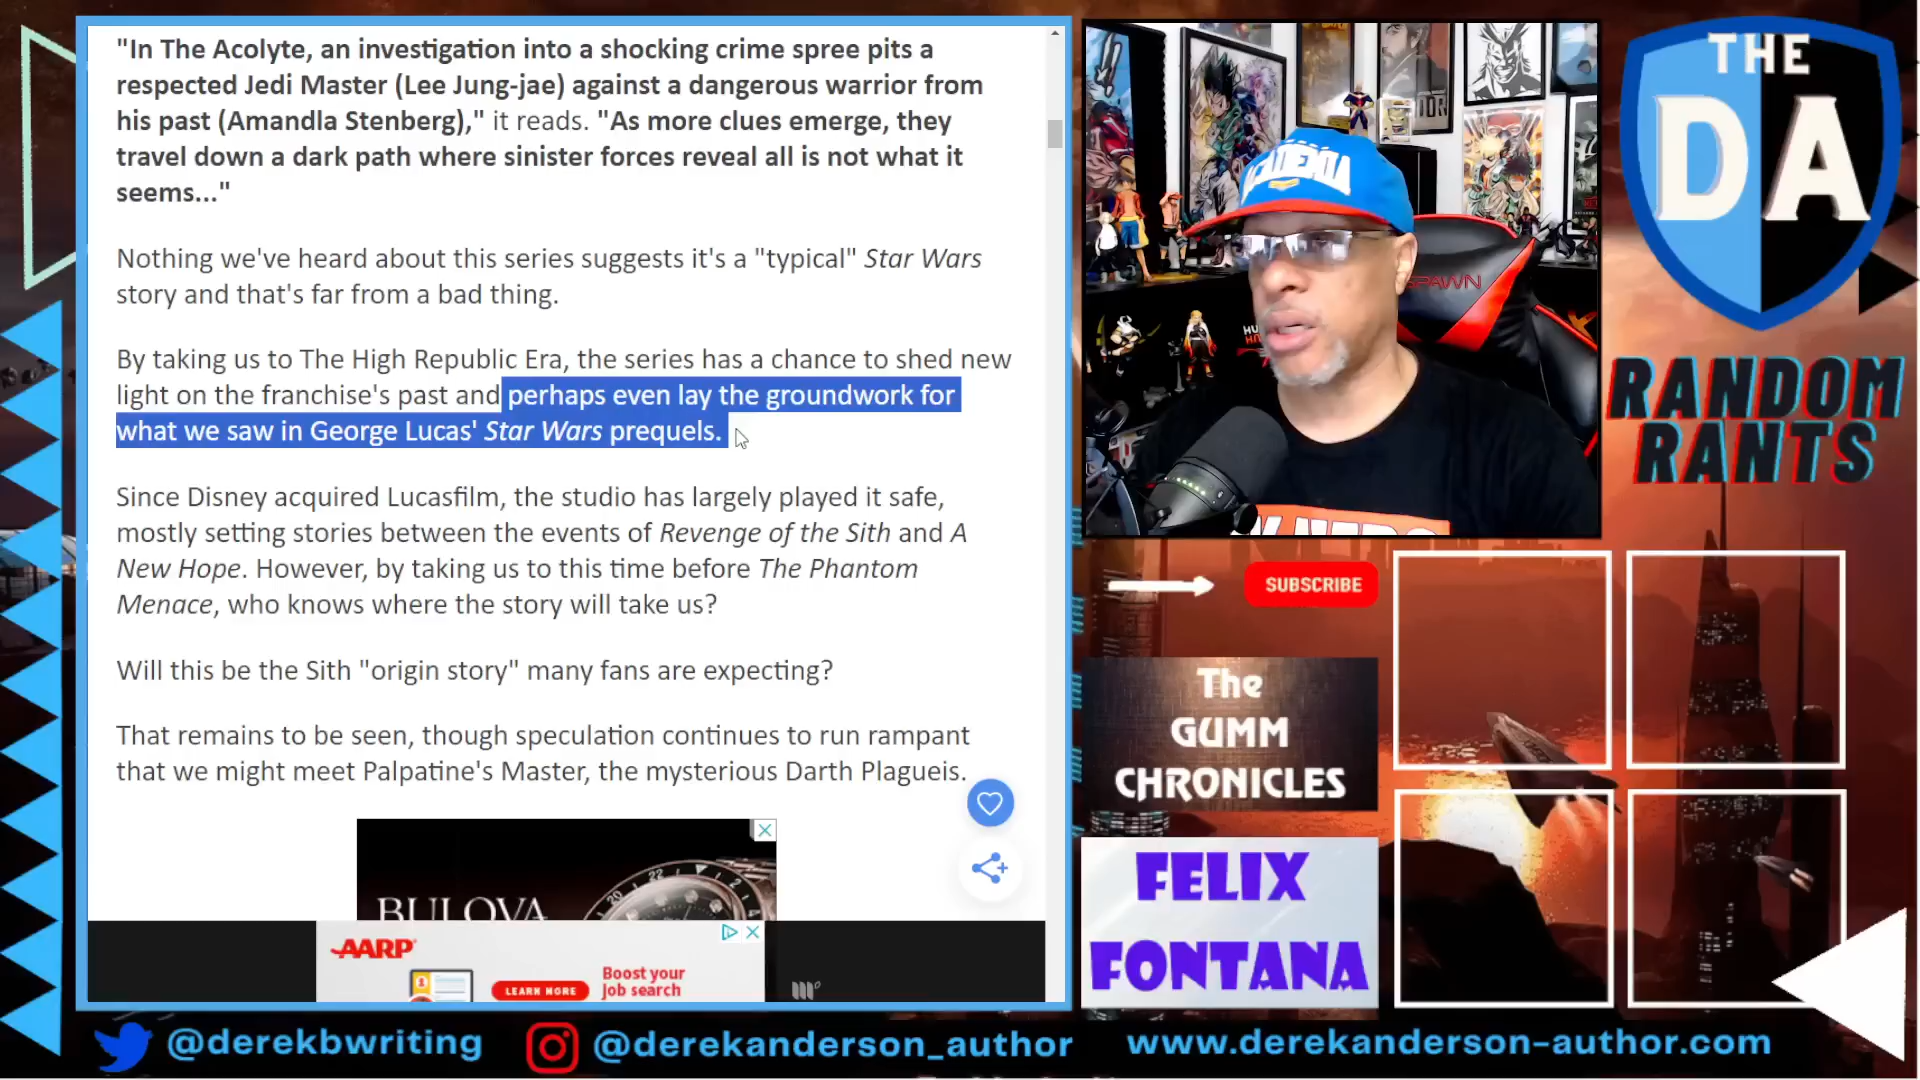 "In The Acolyte, an investigation into a shocking crime spree pits a
respected Jedi Master (Lee Jung-jae) against a dangerous warrior from
his past (Amandla Stenberg)," it reads. "As more clues emerge, they
travel down a dark path where sinister forces reveal all is not what it
seems..."
Nothing we've heard about this series suggests it's a "typical" Star Wars
story and that's far from a bad thing.
By taking us to The High Republic Era, the series has a chance to shed new
light on the franchise's past and perhaps even lay the groundwork for
what we saw in George Lucas' Star Wars prequels.
Since Disney acquired Lucasfilm, the studio has largely played it safe,
mostly setting stories between the events of Revenge of the Sith and A
New Hope. However, by taking us to this time before The Phantom
Menace, who knows where the story will take us?
Will this be the Sith "origin story" many fans are expecting?
That remains to be seen, though speculation continues to run rampant
that we might meet Palpatine's Master, the mysterious Darth Plagueis.
BULOVA
AARP
LEARN MORE
Boost your
job search
ACADEMIA
SPAWN
THE
DA
RANDOM
RANTS
SUBSCRIBE
The
GUMM
CHRONICLES
FELIX
FONTANA
@derekbwriting
@derekanderson_author
www.derekanderson-author.com